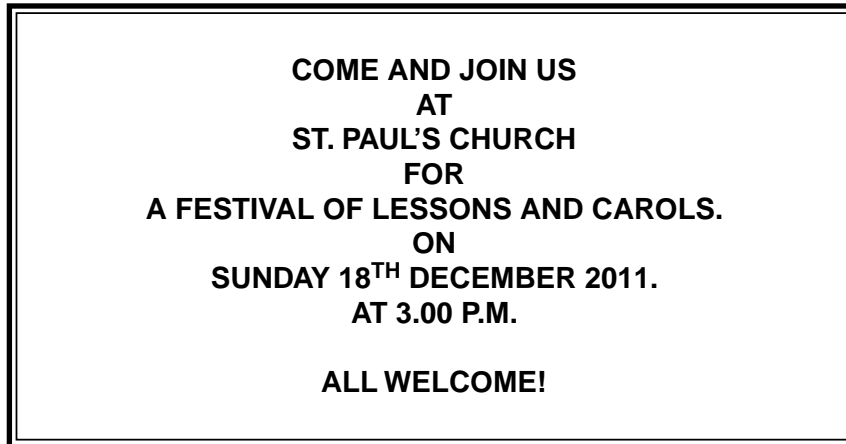 COME AND JOIN US
AT
ST. PAUL’S CHURCH
FOR
A FESTIVAL OF LESSONS AND CAROLS.
ON
SUNDAY 18TH DECEMBER 2011.
AT 3.00 P.M.
ALL WELCOME!